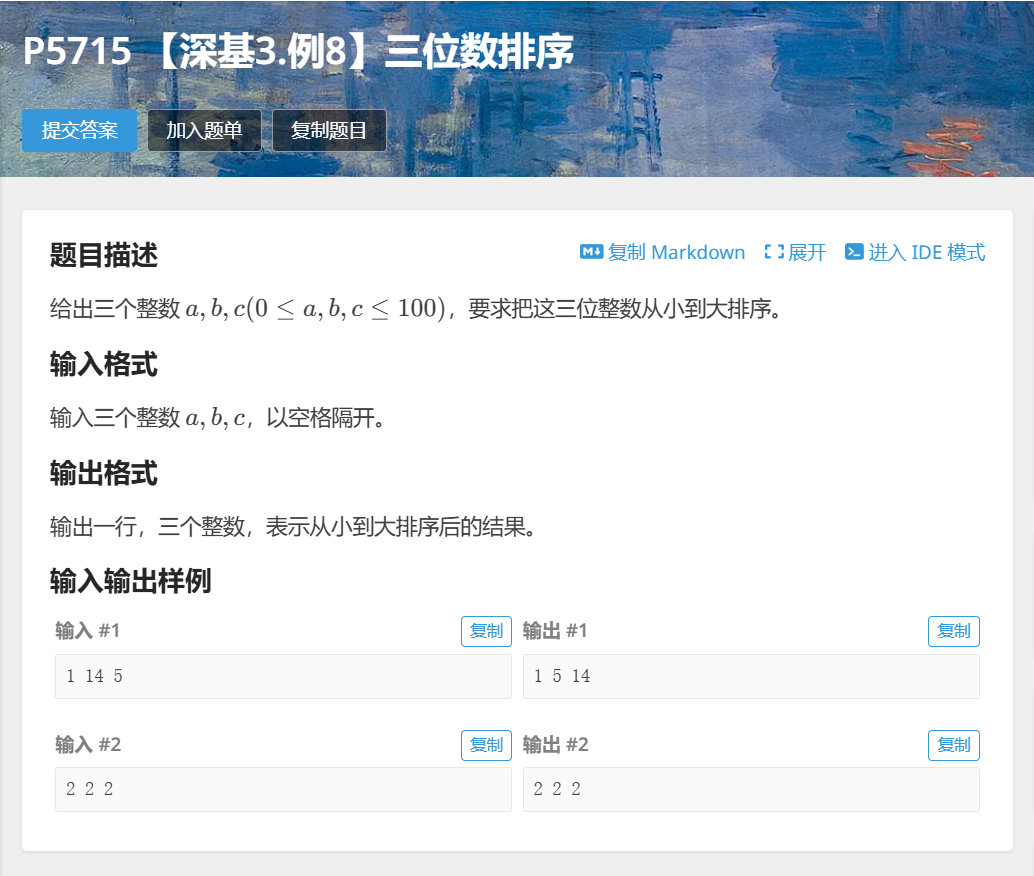 P5715 【深基3.例8】三位数排序
提交答案 加入题单 复制题目
题目描述 复制 Markdown 展开 进入 IDE 模式
给出三个整数 a, b, c(0 ≤ a, b, c ≤ 100)，要求把这三位整数从小到大排序。
输入格式
输入三个整数 a, b, c，以空格隔开。
输出格式
输出一行，三个整数，表示从小到大排序后的结果。
输入输出样例
输入 #1 复制 输出 #1 复制
1 14 5 1 5 14
输入 #2 复制 输出 #2 复制
2 2 2 2 2 2